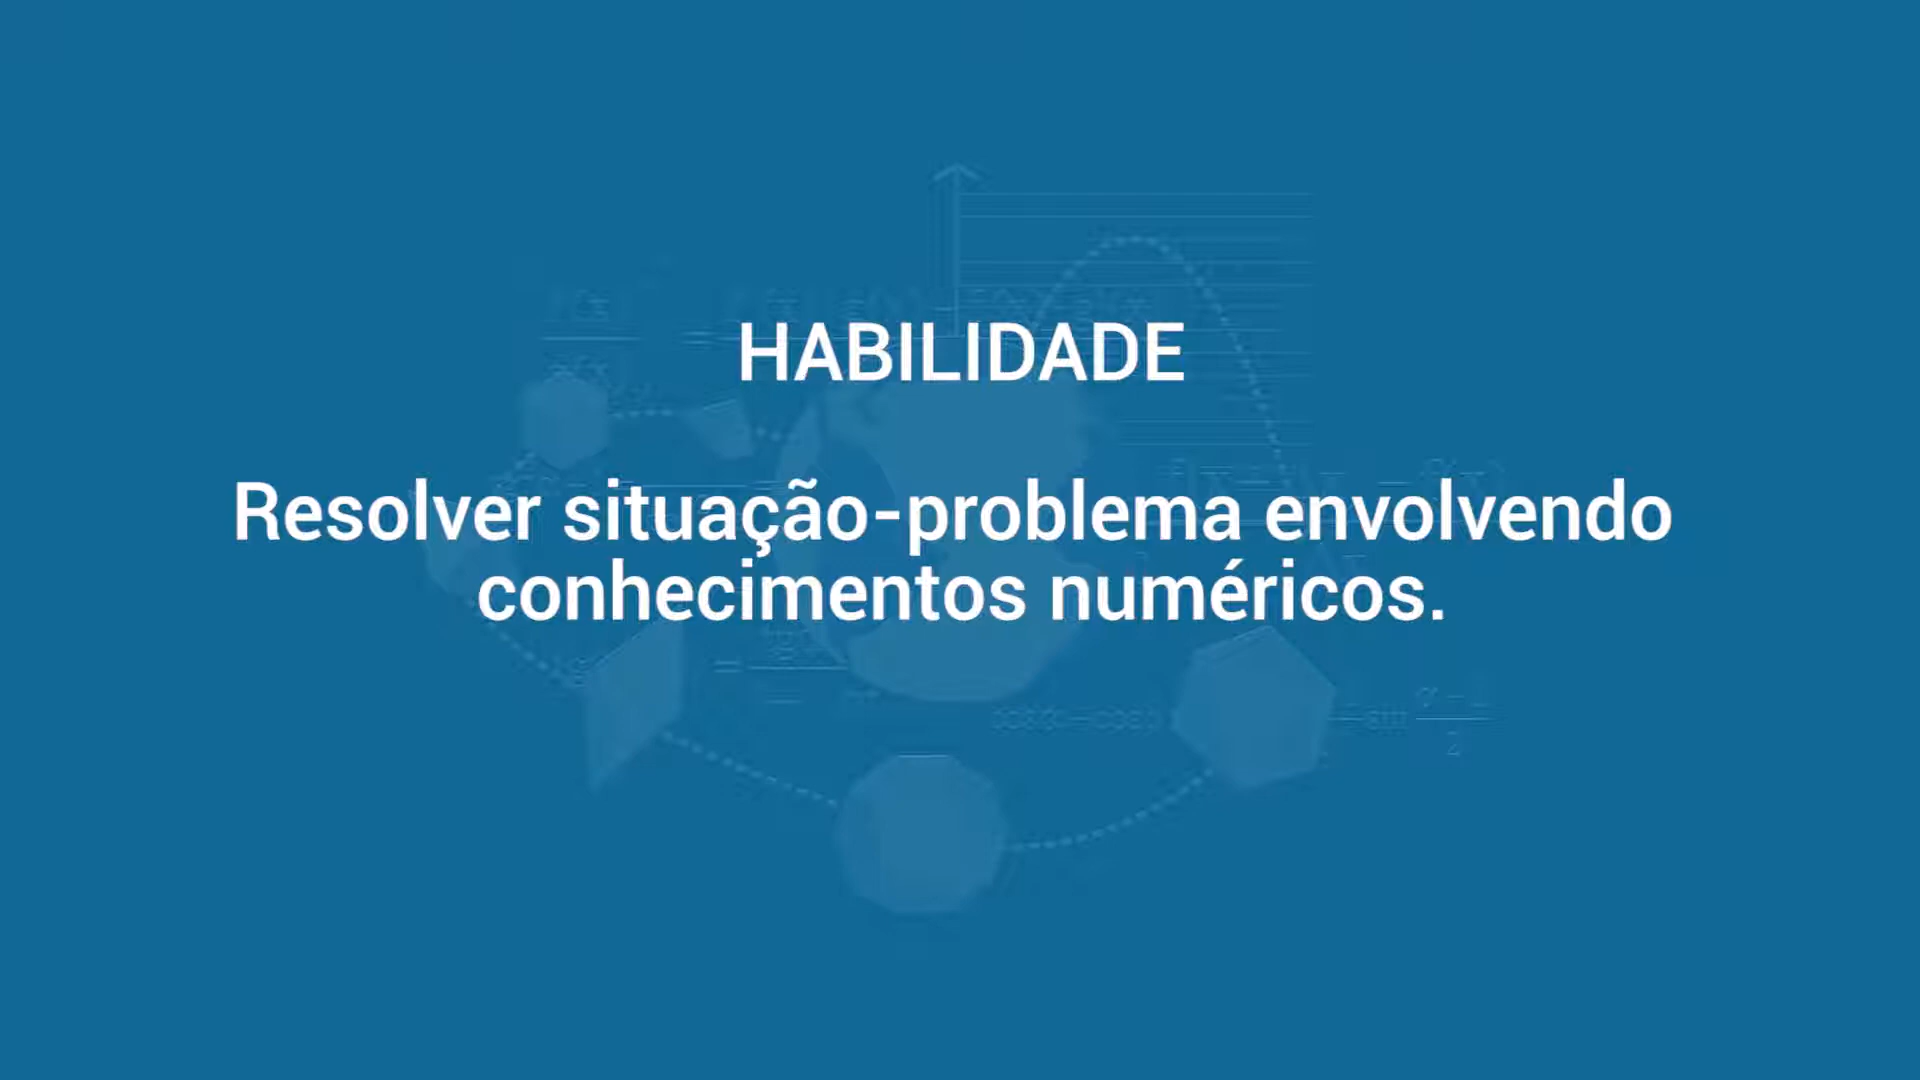 HABILIDADE
Resolver situação-problema envolvendo
conhecimentos numéricos.